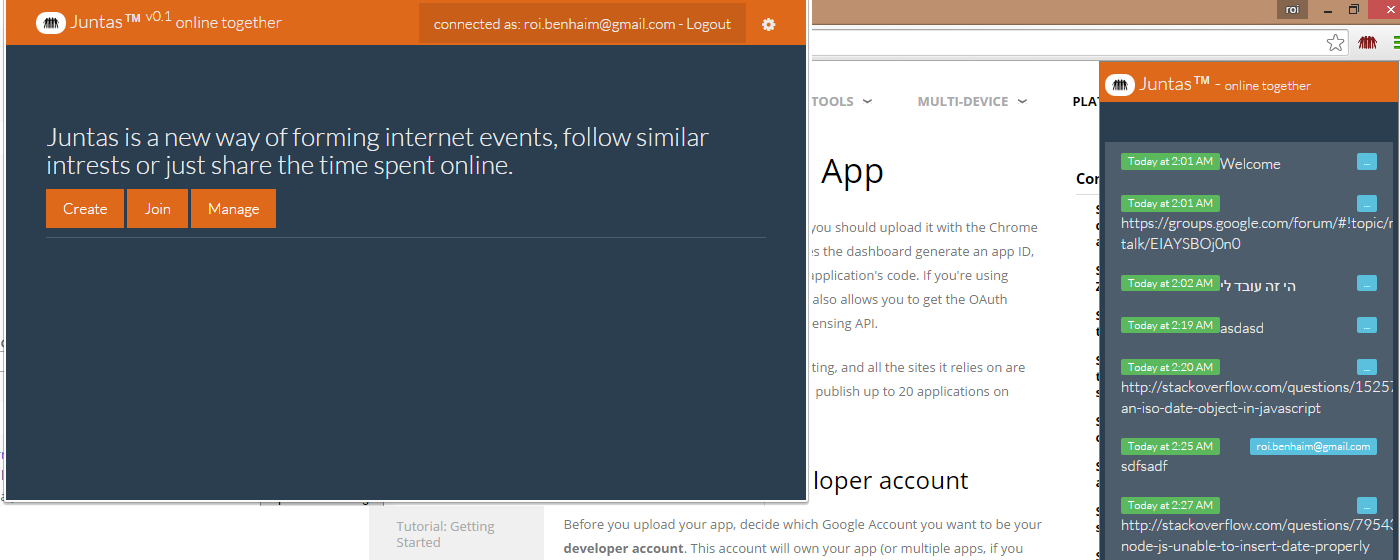 Juntas™ v0.1 online together
connected as: roi.benhaim@gmail.com - Logout
Juntas is a new way of forming internet events, follow similar
intrests or just share the time spent online.
Create Join Manage
roi
TOOLS
MULTI-DEVICE
PLA
App
you should upload it with the Chrome
es the dashboard generate an app ID,
application's code. If you're using
also allows you to get the OAuth
ensing API.
ting, and all the sites it relies on are
publish up to 20 applications on
loper account
Tutorial: Getting
Started
Before you upload your app, decide which Google Account you want to be your
developer account. This account will own your app (or multiple apps, if you
Juntas™ - online together
Today at 2:01 AM Welcome ...
Today at 2:01 AM ...
https://groups.google.com/forum/#!topic/
talk/EIAYSBOj0n0
Today at 2:02 AM הי זה עובד לי ...
Today at 2:19 AM asdasd ...
Today at 2:20 AM ...
http://stackoverflow.com/questions/15257
an-iso-date-object-in-javascript
Today at 2:25 AM roi.benhaim@gmail.com
sdfsadf
Today at 2:27 AM ...
http://stackoverflow.com/questions/79543
node-js-unable-to-insert-date-properly